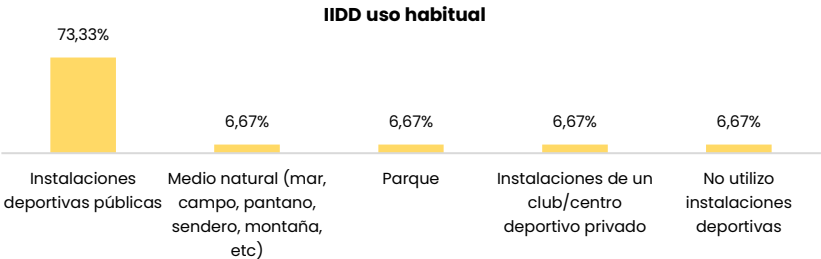 IIDD uso habitual
73,33%
6,67%
6,67%
6,67%
6,67%
Instalaciones
deportivas públicas
Medio natural (mar,
campo, pantano,
sendero, montaña,
etc)
Parque
Instalaciones de un
club/centro
deportivo privado
No utilizo
instalaciones
deportivas